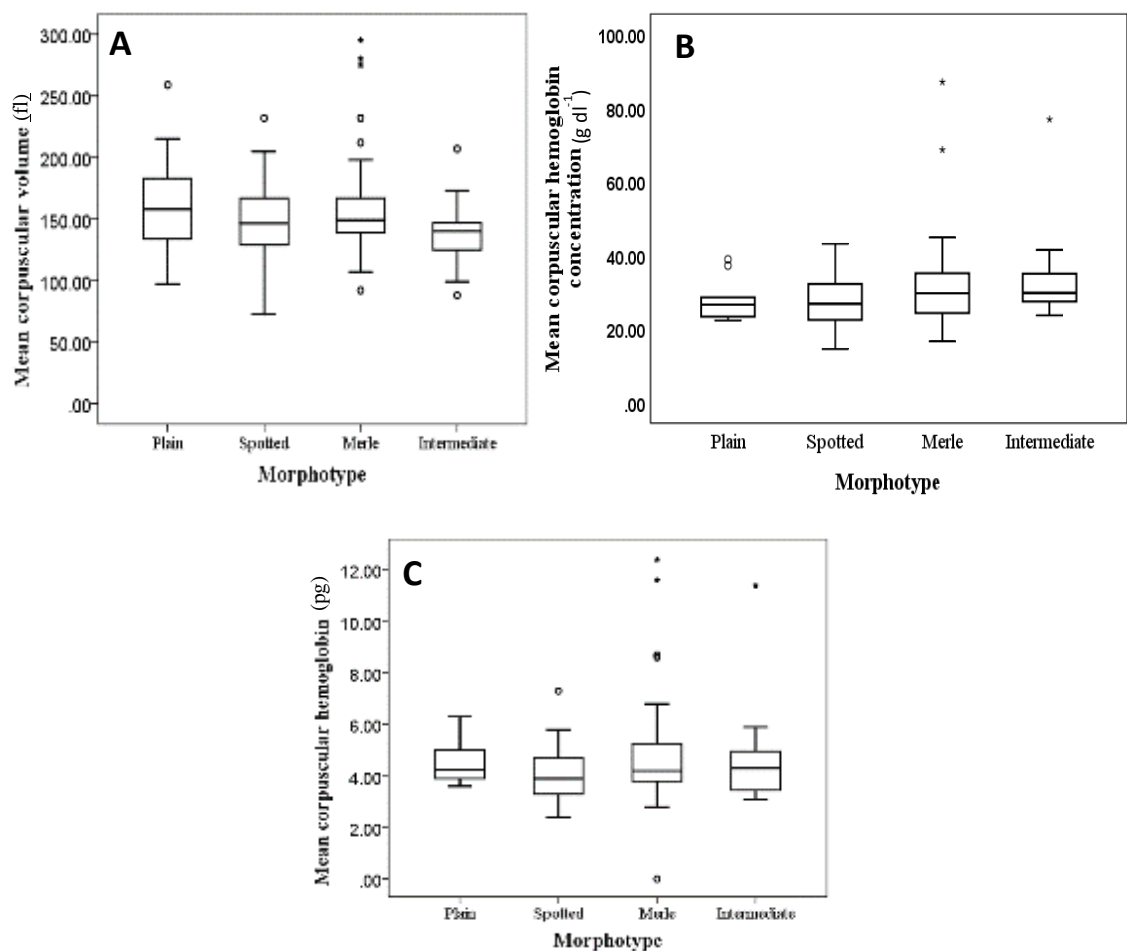 A
Mean corpuscular volume (fl)
300.00
250.00
200.00
150.00
100.00
50.00
.00
Plain Spotted Merle Intermediate
Morphotype
B
Mean corpuscular hemoglobin
concentration (g dl⁻¹)
100.00
80.00
60.00
40.00
20.00
.00
Plain Spotted Merle Intermediate
Morphotype
C
Mean corpuscular hemoglobin (pg)
12.00
10.00
8.00
6.00
4.00
2.00
.00
Plain Spotted Merle Intermediate
Morphotype